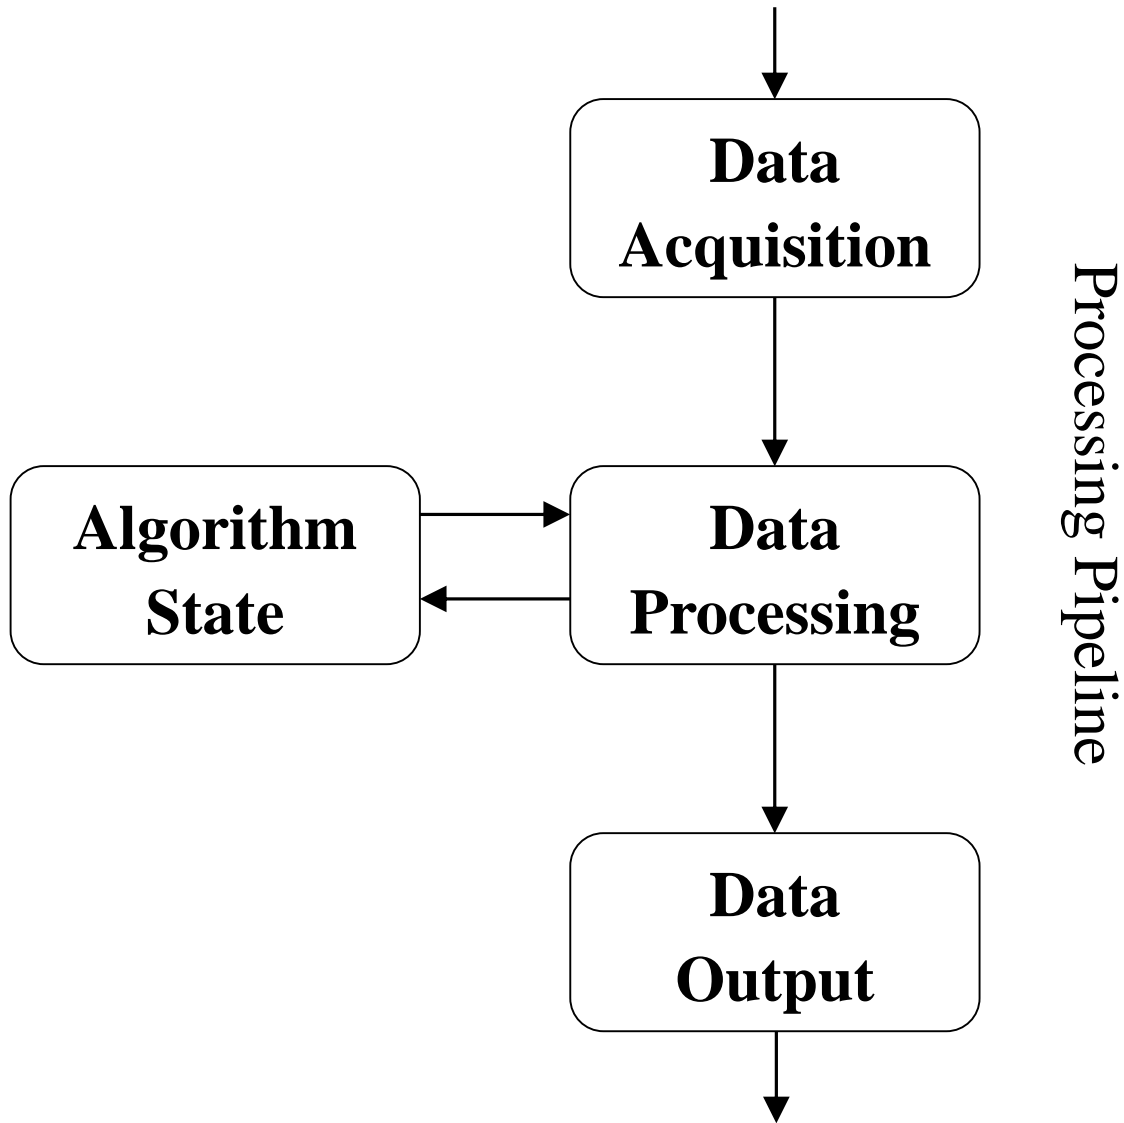 Data
Acquisition
Algorithm
State
Data
Processing
Data
Output
Processing Pipeline